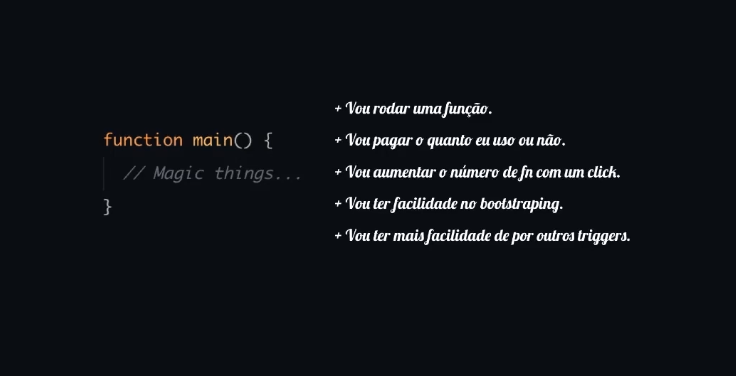 function main() {
// Magic things...
}
+ Vou rodar uma função.
+ Vou pagar o quanto eu uso ou não.
+ Vou aumentar o número de fn com um click.
+ Vou ter facilidade no bootstraping.
+ Vou ter mais facilidade de por outros triggers.